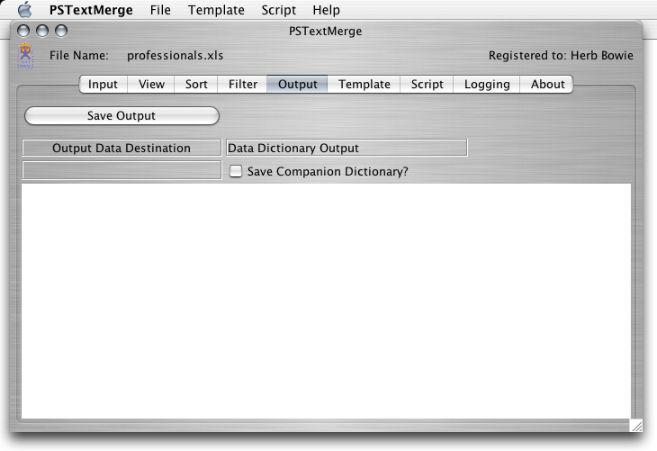 PSTextMerge File Template Script Help
PSTextMerge
File Name: professionals.xls Registered to: Herb Bowie
Input View Sort Filter Output Template Script Logging About
Save Output
Output Data Destination Data Dictionary Output
Save Companion Dictionary?